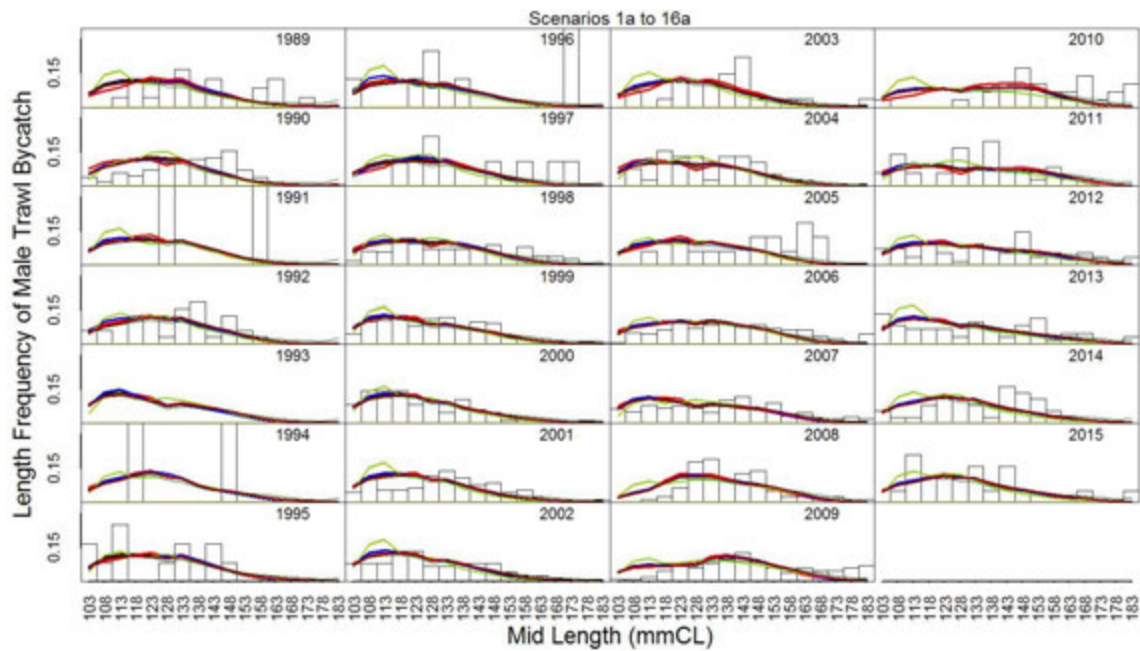 Scenarios 1a to 16a
Length Frequency of Male Trawl Bycatch
1989 1996 2003 2010
0.15
1990 1997 2004 2011
0.15
1991 1998 2005 2012
0.15
1992 1999 2006 2013
0.15
1993 2000 2007 2014
0.15
1994 2001 2008 2015
0.15
1995 2002 2009
0.15
103 108 113 118 123 128 133 138 143 148 153 158 163 168 173 178 183 103 108 113 118 123 128 133 138 143 148 153 158 163 168 173 178 183 103 108 113 118 123 128 133 138 143 148 153 158 163 168 173 178 183 103 108 113 118 123 128 133 138 143 148 153 158 163 168 173 178 183
Mid Length (mmCL)